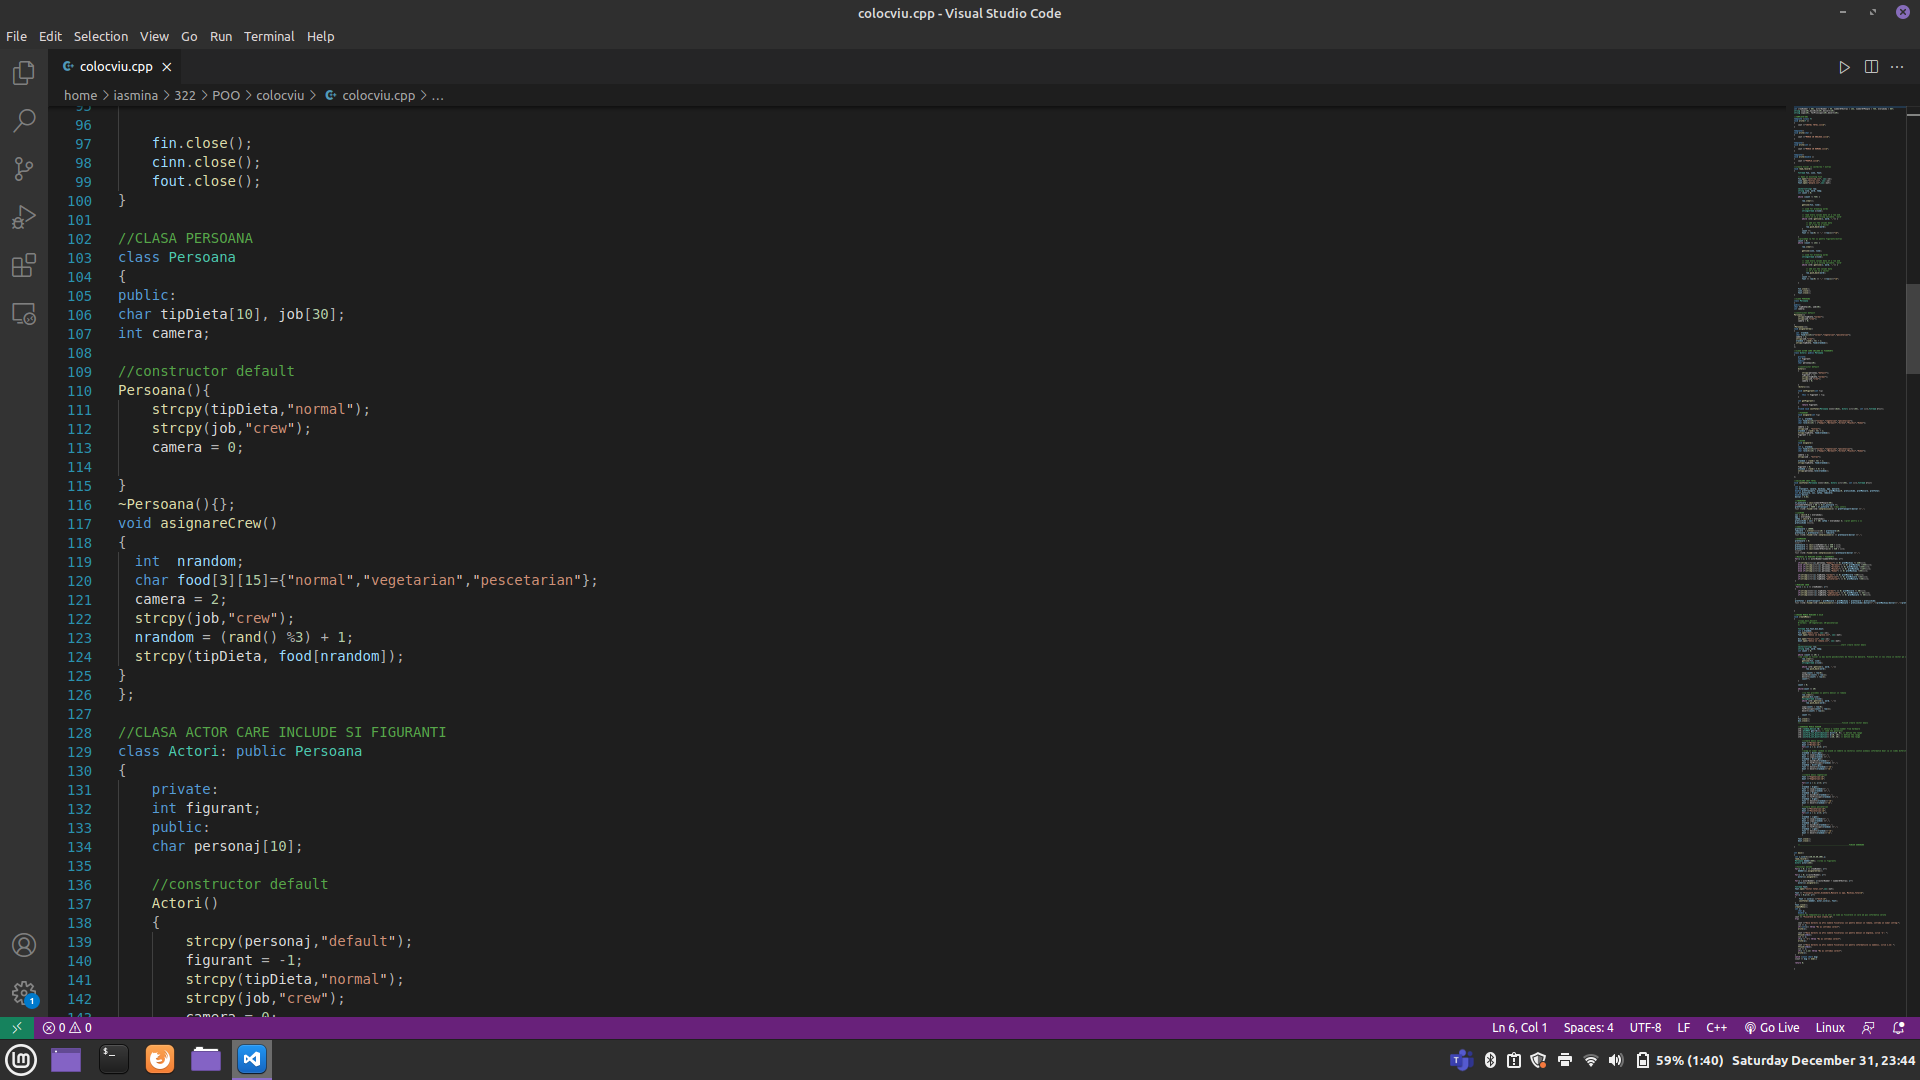 colocviu.cpp - Visual Studio Code
File Edit Selection View Go Run Terminal Help
colocviu.cpp
home > iasmina > 322 > POO > colocviu > colocviu.cpp > ...
95
96
97 fin.close();
98 cinn.close();
99 fout.close();
100 }
101
102 //CLASA PERSOANA
103 class Persoana
104 {
105 public:
106 char tipDieta[10], job[30];
107 int camera;
108
109 //constructor default
110 Persoana(){
111 strcpy(tipDieta,"normal");
112 strcpy(job,"crew");
113 camera = 0;
114
115 }
116 ~Persoana(){};
117 void asignareCrew()
118 {
119 int  nrandom;
120 char food[3][15]={"normal","vegetarian","pescetarian"};
121 camera = 2;
122 strcpy(job,"crew");
123 nrandom = (rand() %3) + 1;
124 strcpy(tipDieta, food[nrandom]);
125 }
126 };
127
128 //CLASA ACTOR CARE INCLUDE SI FIGURANTI
129 class Actori: public Persoana
130 {
131 private:
132 int figurant;
133 public:
134 char personaj[10];
135
136 //constructor default
137 Actori()
138 {
139 strcpy(personaj,"default");
140 figurant = -1;
141 strcpy(tipDieta,"normal");
142 strcpy(job,"crew");
143 camera = 0;
1
0 0 Ln 6, Col 1 Spaces: 4 UTF-8 LF C++ Go Live Linux
59% (1:40) Saturday December 31, 23:44